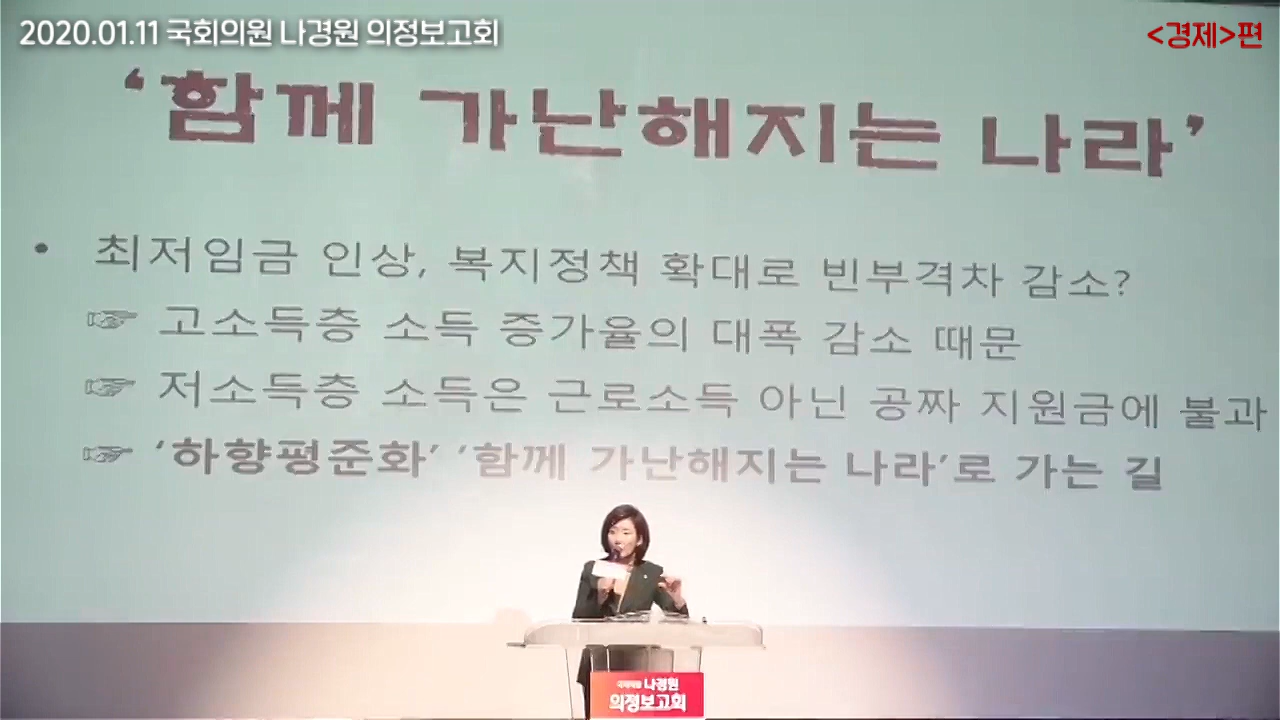 2020.01.11 국회의원 나경원 의정보고회
<경제>편
‘함께 가난해지는 나라’
• 최저임금 인상, 복지정책 확대로 빈부격차 감소?
☞ 고소득층 소득 증가율의 대폭 감소 때문
☞ 저소득층 소득은 근로소득 아닌 공짜 지원금에 불과
☞ ‘하향평준화’ ‘함께 가난해지는 나라’로 가는 길
국회의원 나경원
의정보고회